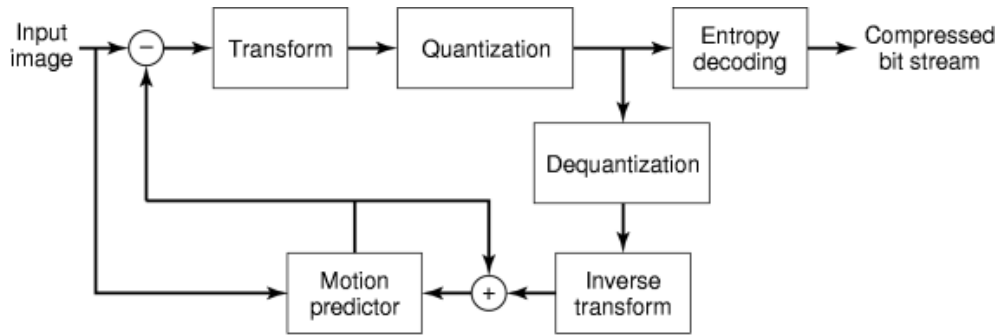 Input
image
−
Transform
Quantization
Entropy
decoding
Compressed
bit stream
Dequantization
Motion
predictor
+
Inverse
transform